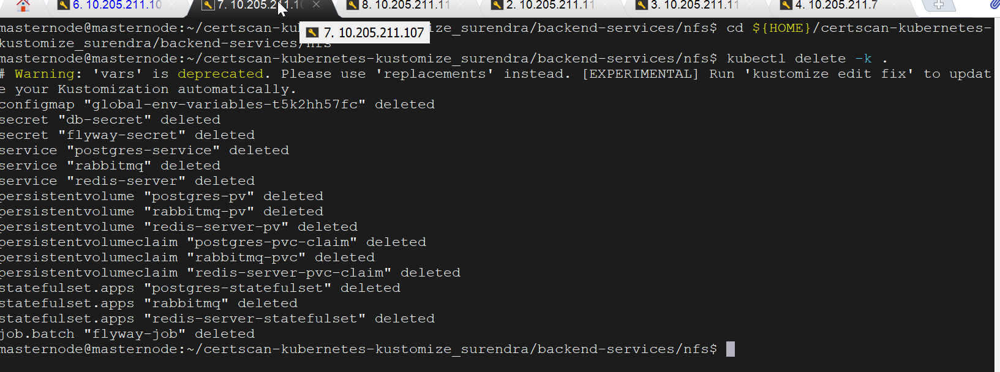 6. 10.205.211.10
7. 10.205.211.10
8. 10.205.211.11
2. 10.205.211.11
3. 10.205.211.11
4. 10.205.211.7
masternode@masternode:~/certscan-ku ize_surendra/backend-services/nfs$ cd ${HOME}/certscan-kubernetes-
7. 10.205.211.107
kustomize_surendra/backend-services/nfs
masternode@masternode:~/certscan-kubernetes-kustomize_surendra/backend-services/nfs$ kubectl delete -k .
# Warning: 'vars' is deprecated. Please use 'replacements' instead. [EXPERIMENTAL] Run 'kustomize edit fix' to updat
e your Kustomization automatically.
configmap "global-env-variables-t5k2hh57fc" deleted
secret "db-secret" deleted
secret "flyway-secret" deleted
service "postgres-service" deleted
service "rabbitmq" deleted
service "redis-server" deleted
persistentvolume "postgres-pv" deleted
persistentvolume "rabbitmq-pv" deleted
persistentvolume "redis-server-pv" deleted
persistentvolumeclaim "postgres-pvc-claim" deleted
persistentvolumeclaim "rabbitmq-pvc" deleted
persistentvolumeclaim "redis-server-pvc-claim" deleted
statefulset.apps "postgres-statefulset" deleted
statefulset.apps "rabbitmq" deleted
statefulset.apps "redis-server-statefulset" deleted
job.batch "flyway-job" deleted
masternode@masternode:~/certscan-kubernetes-kustomize_surendra/backend-services/nfs$